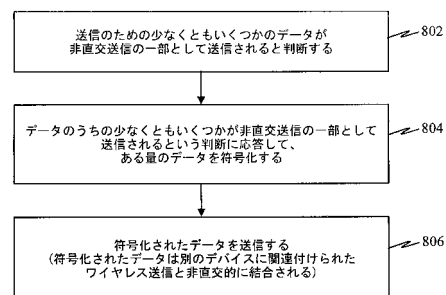 送信のための少なくともいくつかのデータが
非直交送信の一部として送信されると判断する
802
データのうちの少なくともいくつかが非直交送信の一部として
送信されるという判断に応答して、
ある量のデータを符号化する
804
符号化されたデータを送信する
(符号化されたデータは別のデバイスに関連付けられた
ワイヤレス送信と非直交的に結合される)
806